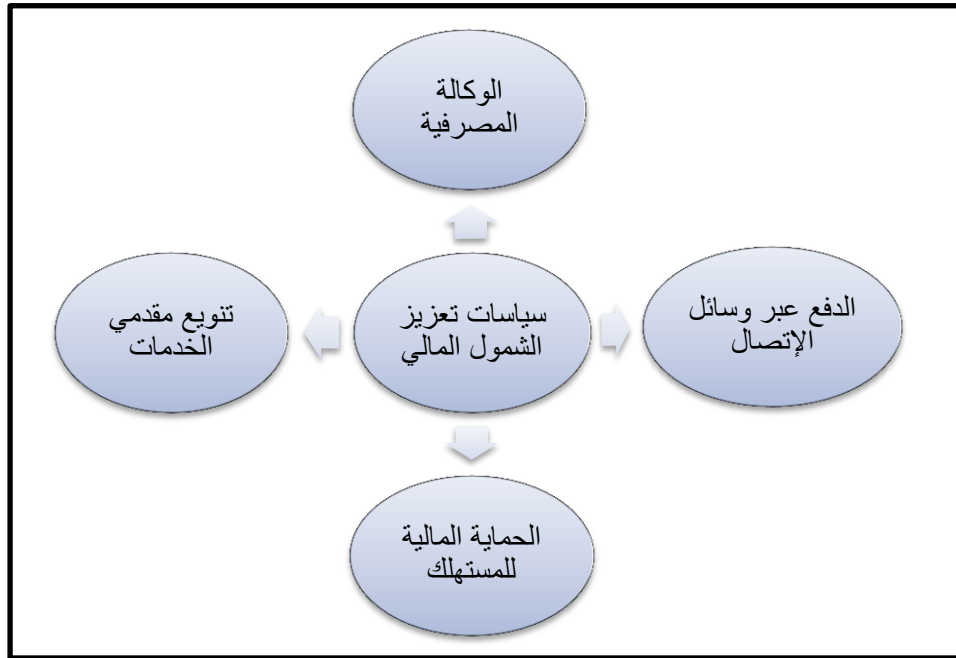 الوكالة
المصرفية
الدفع عبر وسائل
الإتصال
سياسات تعزيز
الشمول المالي
تنويع مقدمي
الخدمات
الحماية المالية
للمستهلك